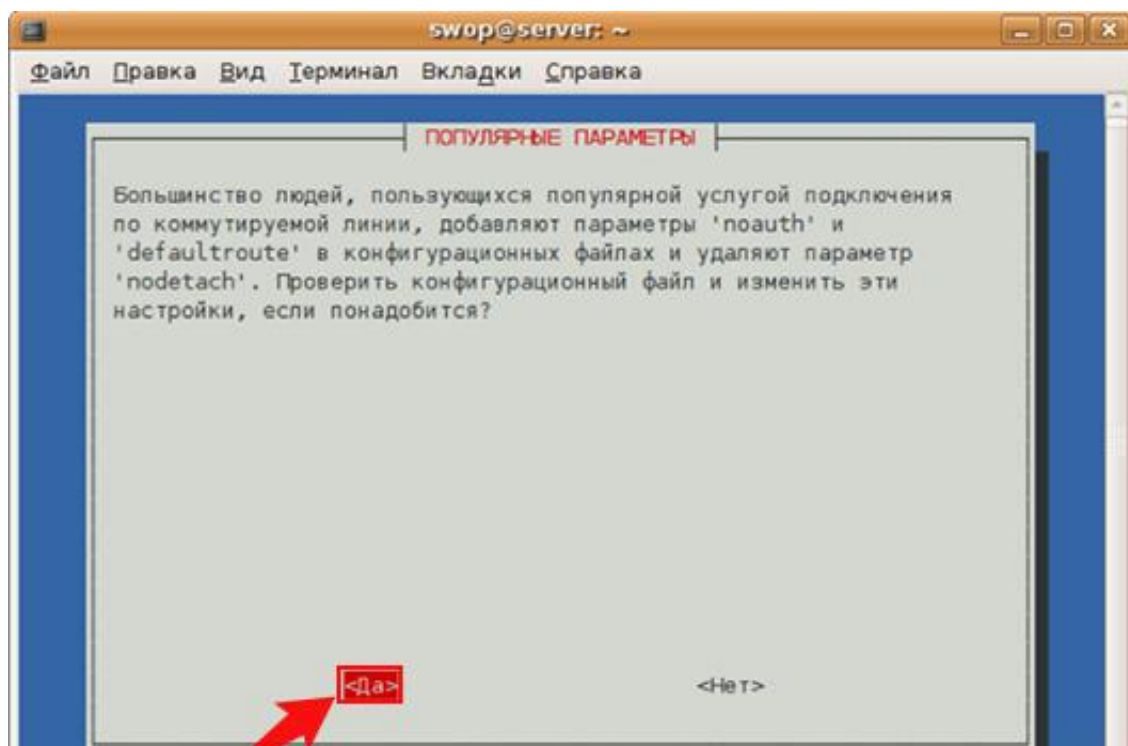 swop@server: ~
Файл Правка Вид Терминал Вкладки Справка
ПОПУЛЯРНЫЕ ПАРАМЕТРЫ
Большинство людей, пользующихся популярной услугой подключения
по коммутируемой линии, добавляют параметры 'noauth' и
'defaultroute' в конфигурационных файлах и удаляют параметр
'nodetach'. Проверить конфигурационный файл и изменить эти
настройки, если понадобится?
<Да> <Нет>